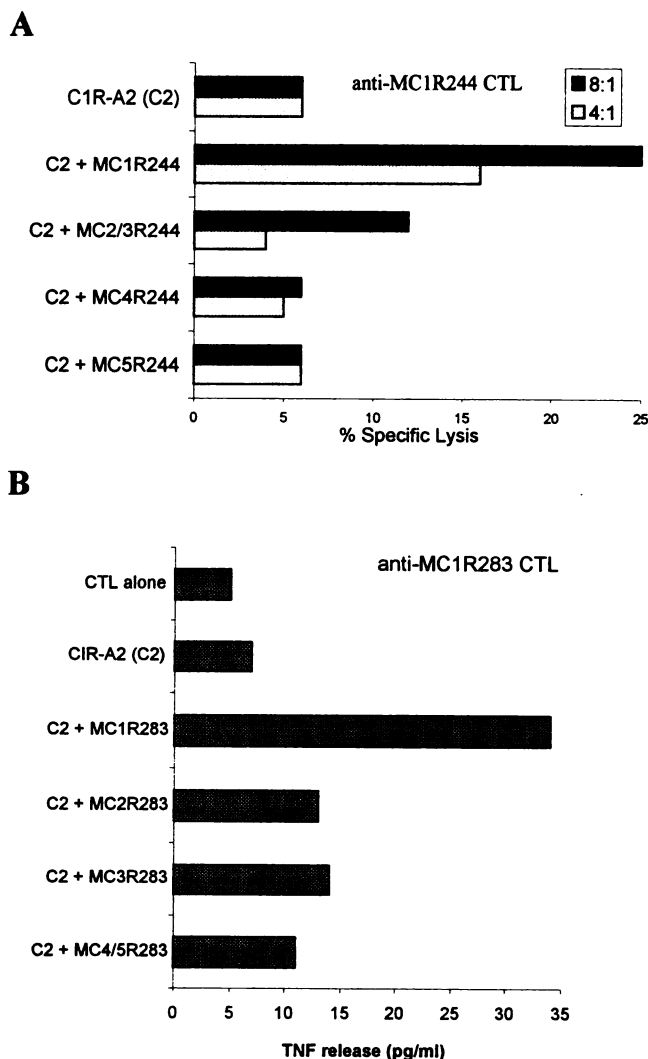 A
anti-MC1R244 CTL
8:1
4:1
C1R-A2 (C2)
C2 + MC1R244
C2 + MC2/3R244
C2 + MC4R244
C2 + MC5R244
0 5 10 15 20 25
% Specific Lysis
B
anti-MC1R283 CTL
CTL alone
CIR-A2 (C2)
C2 + MC1R283
C2 + MC2R283
C2 + MC3R283
C2 + MC4/5R283
0 5 10 15 20 25 30 35
TNF release (pg/ml)